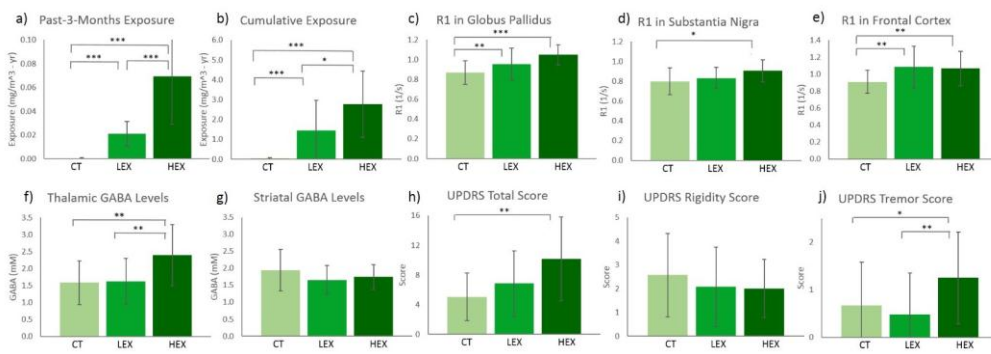 a) Past-3-Months Exposure
Exposure (mg/m^3 - yr)
0.10
0.08
0.06
0.04
0.02
0.00
***
***
***
CT LEX HEX
b) Cumulative Exposure
Exposure (mg/m^3 - yr)
6.0
5.0
4.0
3.0
2.0
1.0
0.0
***
***
*
CT LEX HEX
c) R1 in Globus Pallidus
R1 (1/s)
1.2
1.0
0.8
0.6
0.4
0.2
0.0
***
**
CT LEX HEX
d) R1 in Substantia Nigra
R1 (1/s)
1.2
1.0
0.8
0.6
0.4
0.2
0.0
*
CT LEX HEX
e) R1 in Frontal Cortex
R1 (1/s)
1.4
1.2
1.0
0.8
0.6
0.4
0.2
0.0
**
**
CT LEX HEX
f) Thalamic GABA Levels
GABA (mM)
3.5
3.0
2.5
2.0
1.5
1.0
0.5
0.0
**
**
CT LEX HEX
g) Striatal GABA Levels
GABA (mM)
3.5
3.0
2.5
2.0
1.5
1.0
0.5
0.0
CT LEX HEX
h) UPDRS Total Score
Score
16
12
8
4
0
**
CT LEX HEX
i) UPDRS Rigidity Score
Score
5
4
3
2
1
0
CT LEX HEX
j) UPDRS Tremor Score
Score
2
1
0
*
**
CT LEX HEX